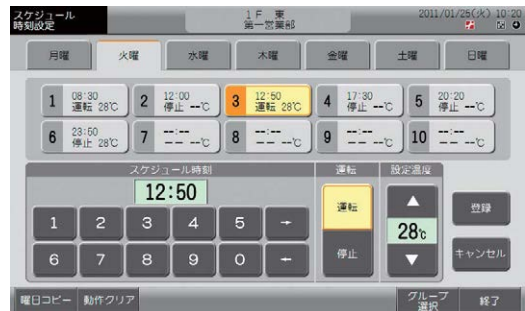 スケジュール
時刻設定
1F 東
第一営業部
2011/01/25(火) 10:20
月曜 火曜 水曜 木曜 金曜 土曜 日曜
1 08:30 運転 28℃
2 12:00 停止 --℃
3 12:50 運転 28℃
4 17:30 停止 --℃
5 20:20 停止 --℃
6 23:50 停止 28℃
7 --:-- -- --℃
8 --:-- -- --℃
9 --:-- -- --℃
10 --:-- -- --℃
スケジュール時刻 運転 設定温度
12:50
1 2 3 4 5 →
6 7 8 9 0 ←
運転
停止
▲
28℃
▼
登録
キャンセル
曜日コピー 動作クリア
グループ
選択
終了